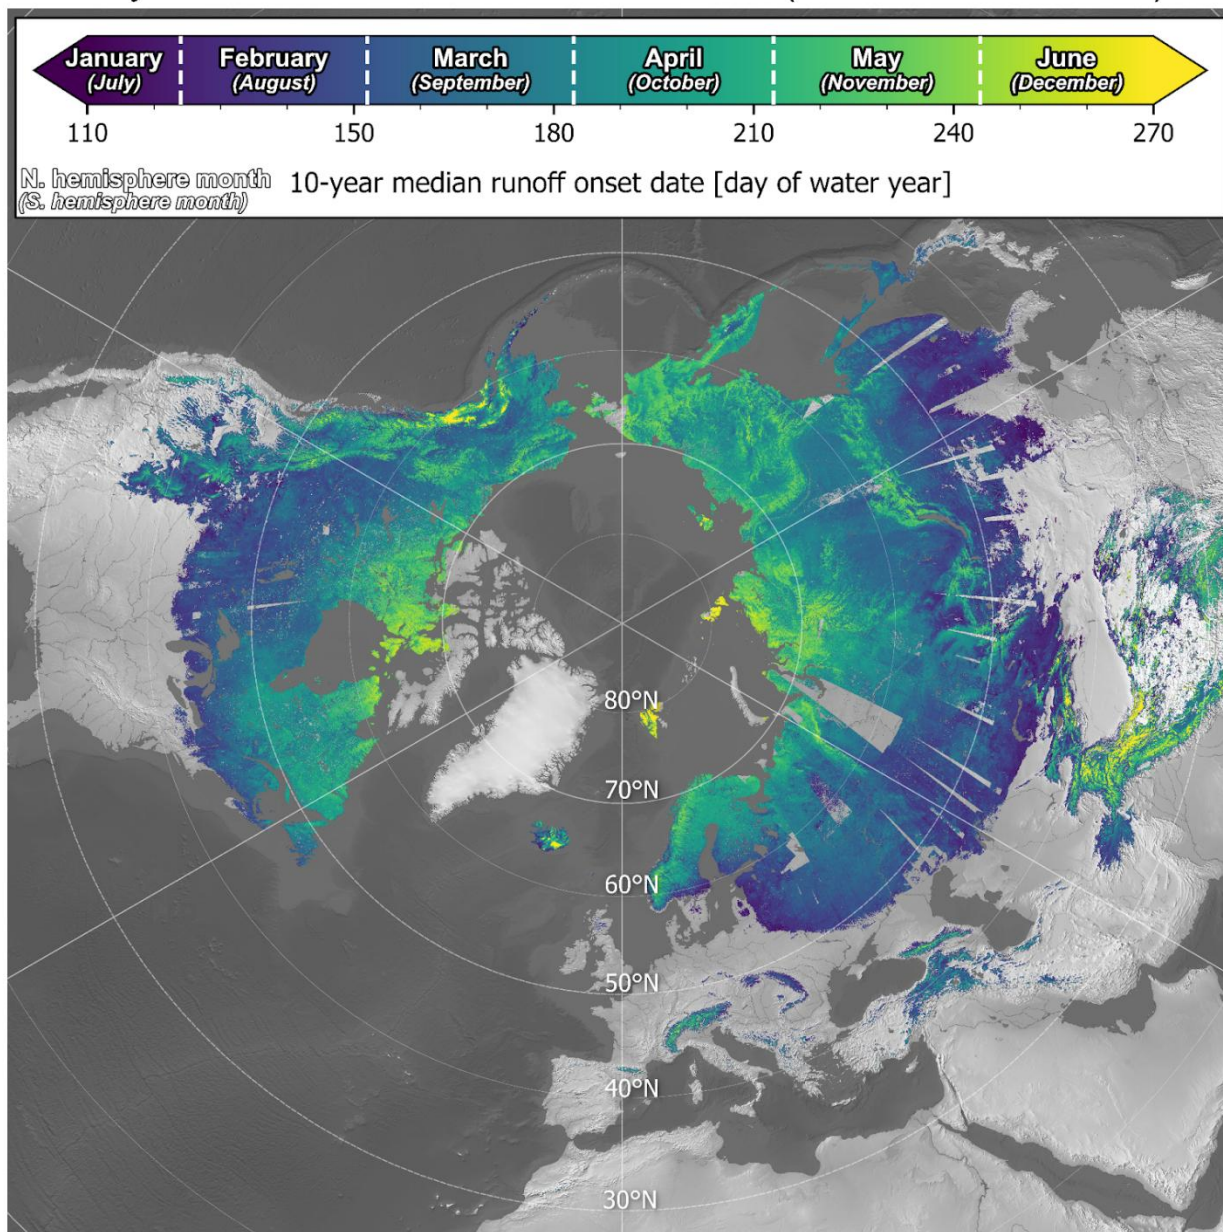 January February March April May June
(July) (August) (September) (October) (November) (December)
110 150 180 210 240 270
N. hemisphere month
(S. hemisphere month)
10-year median runoff onset date [day of water year]
80°N
70°N
60°N
50°N
40°N
30°N